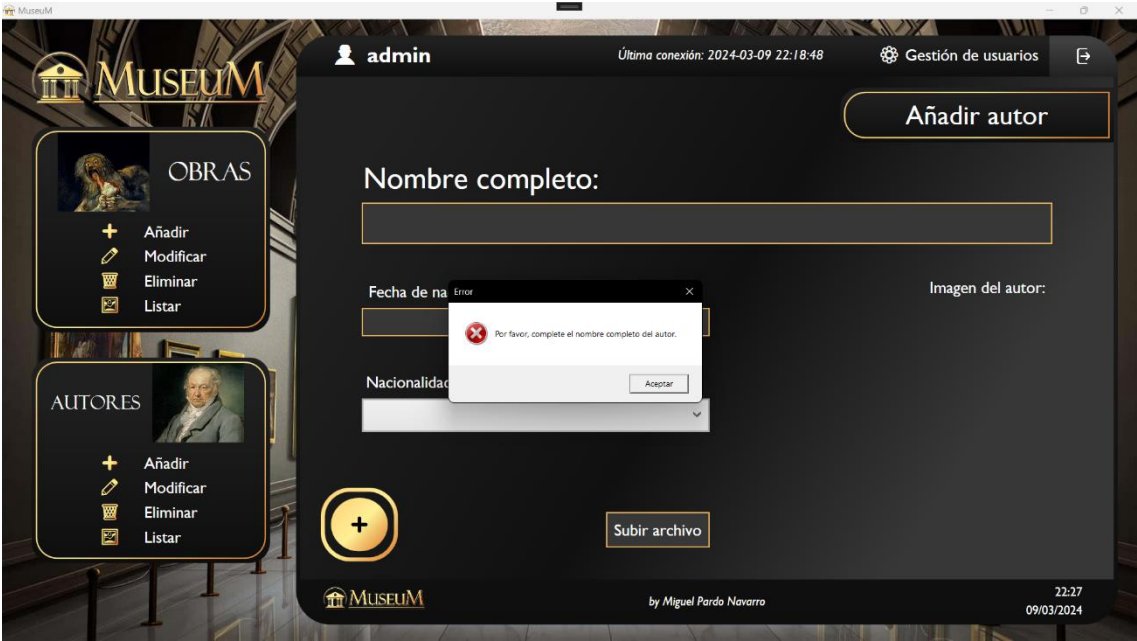 MuseuM
MUSEUM
admin
Última conexión: 2024-03-09 22:18:48
Gestión de usuarios
Añadir autor
OBRAS
Añadir
Modificar
Eliminar
Listar
AUTORES
Añadir
Modificar
Eliminar
Listar
Nombre completo:
Fecha de na
Imagen del autor:
Error
Por favor, complete el nombre completo del autor.
Aceptar
Nacionalidad
+
Subir archivo
MUSEUM
by Miguel Pardo Navarro
22:27
09/03/2024